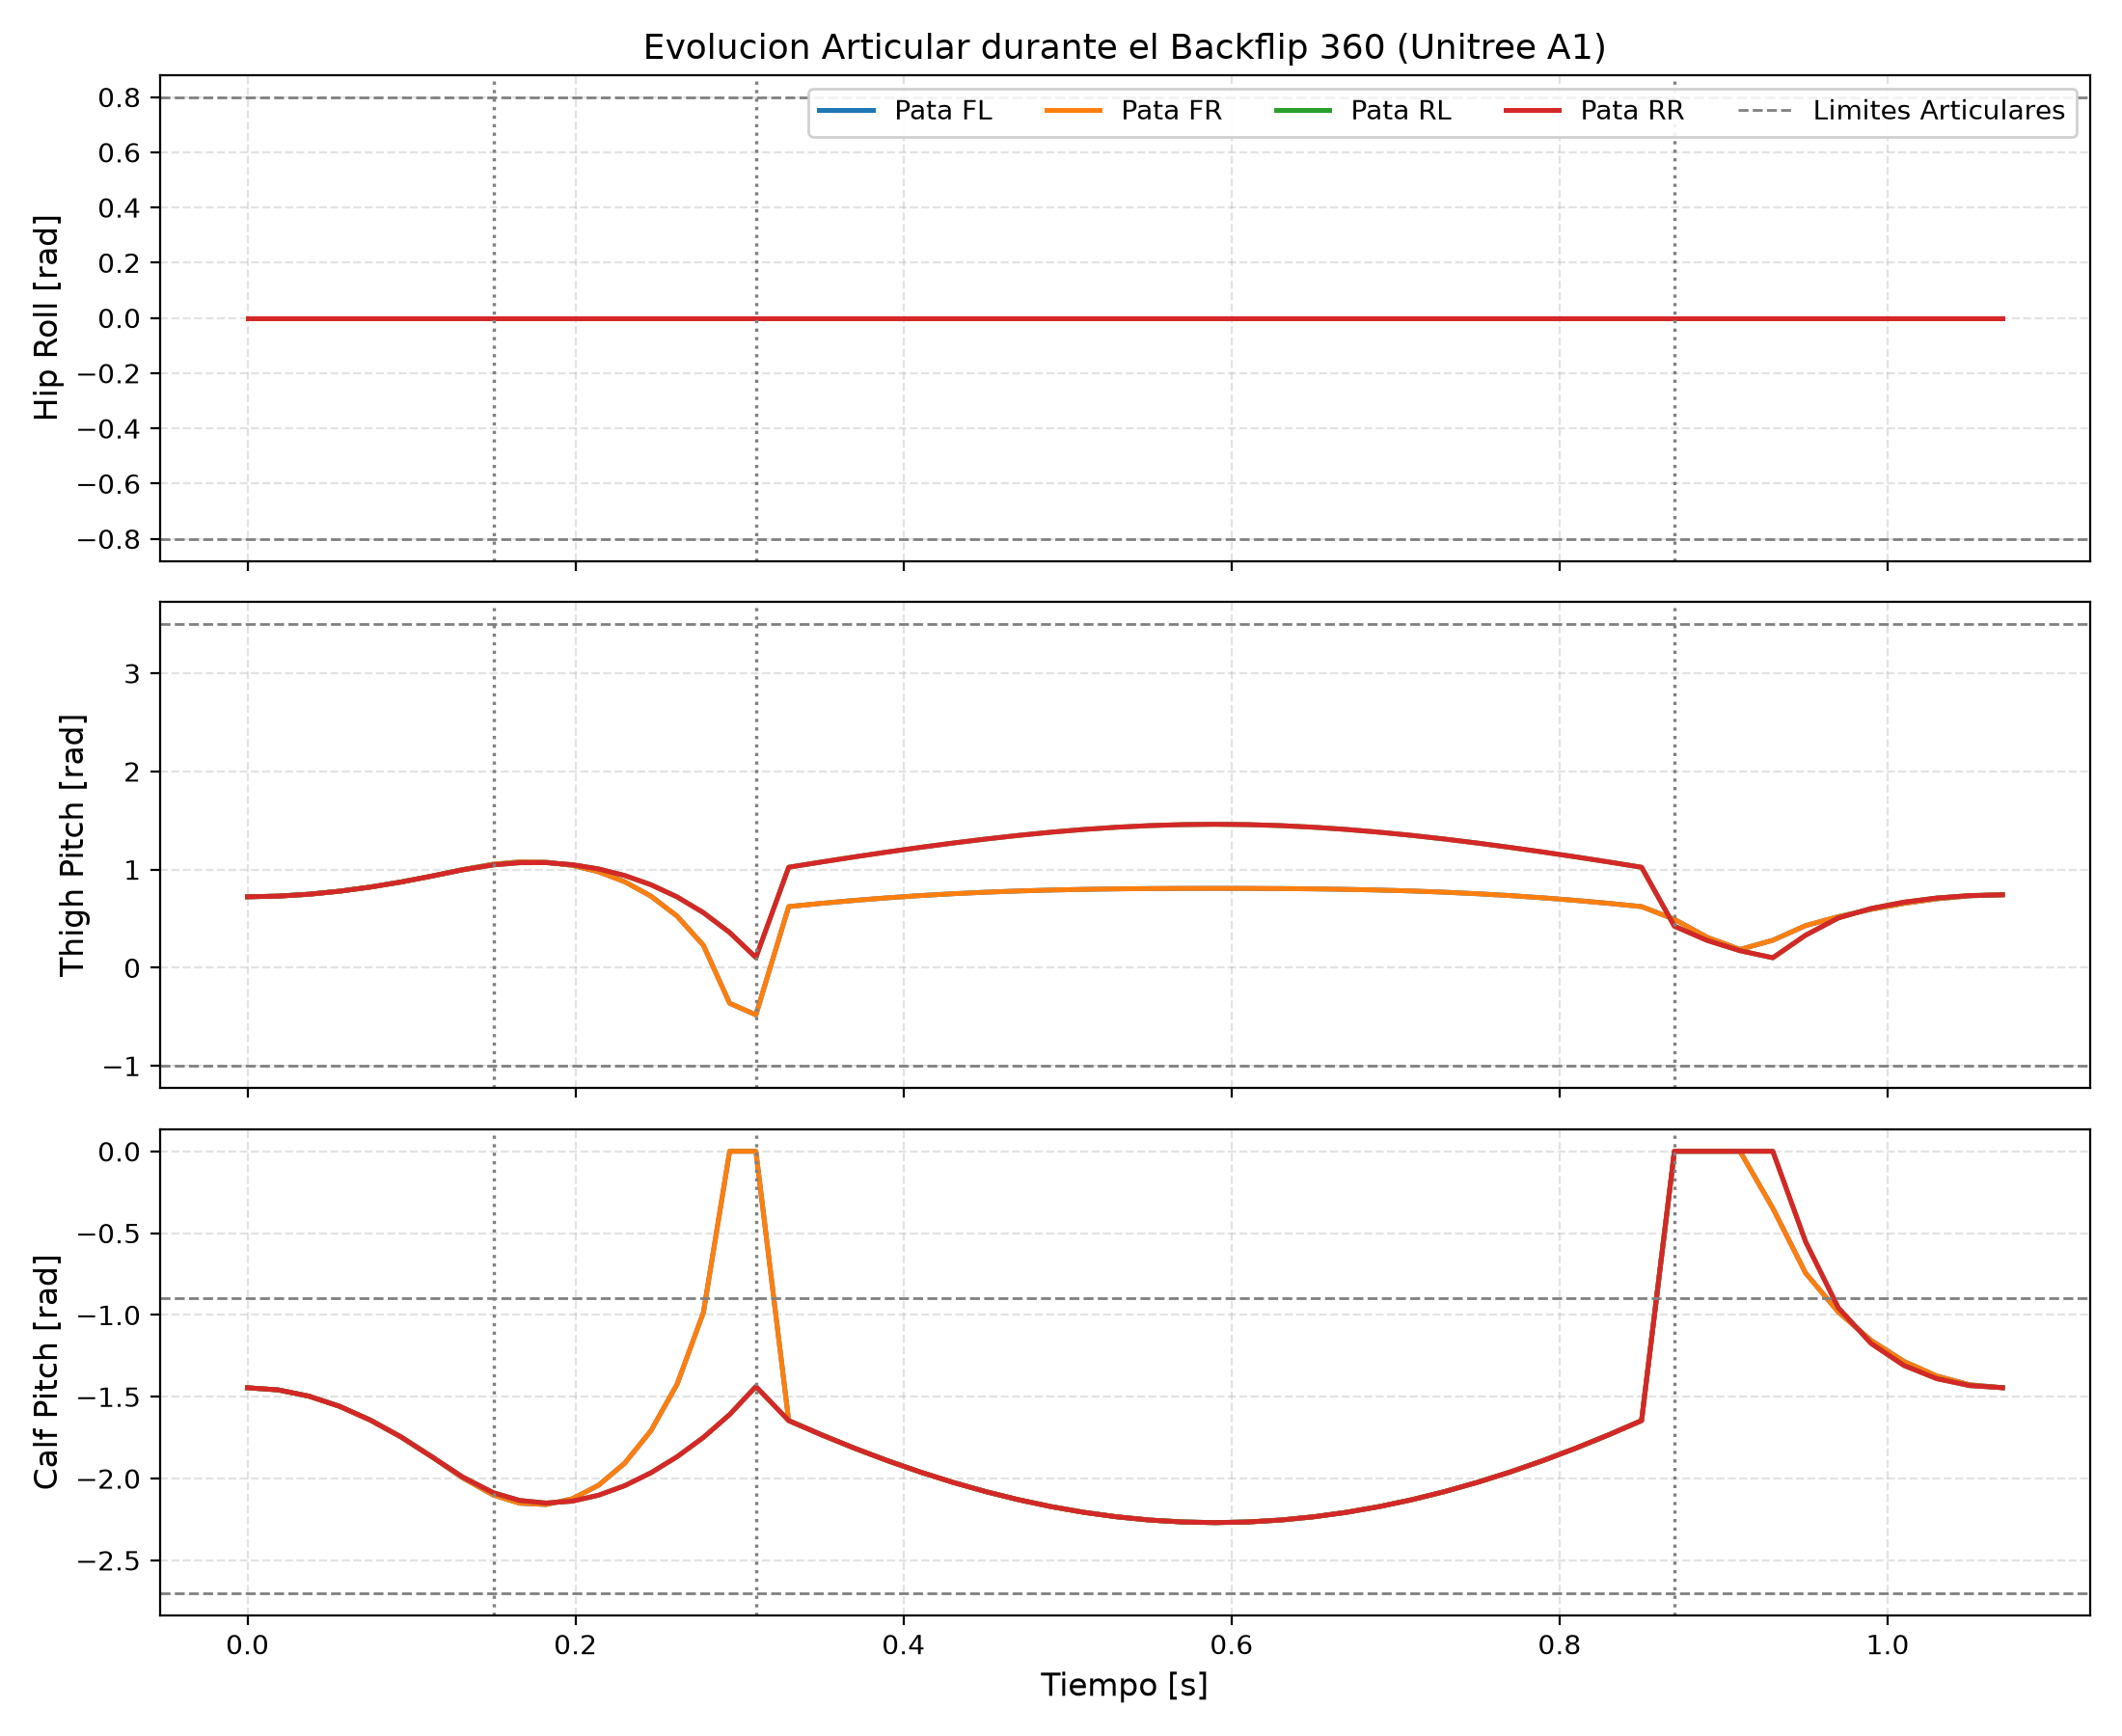 Evolucion Articular durante el Backflip 360 (Unitree A1)
Pata FL Pata FR Pata RL Pata RR Limites Articulares
Hip Roll [rad]
0.8
0.6
0.4
0.2
0.0
−0.2
−0.4
−0.6
−0.8
Thigh Pitch [rad]
3
2
1
0
−1
Calf Pitch [rad]
0.0
−0.5
−1.0
−1.5
−2.0
−2.5
0.0 0.2 0.4 0.6 0.8 1.0
Tiempo [s]